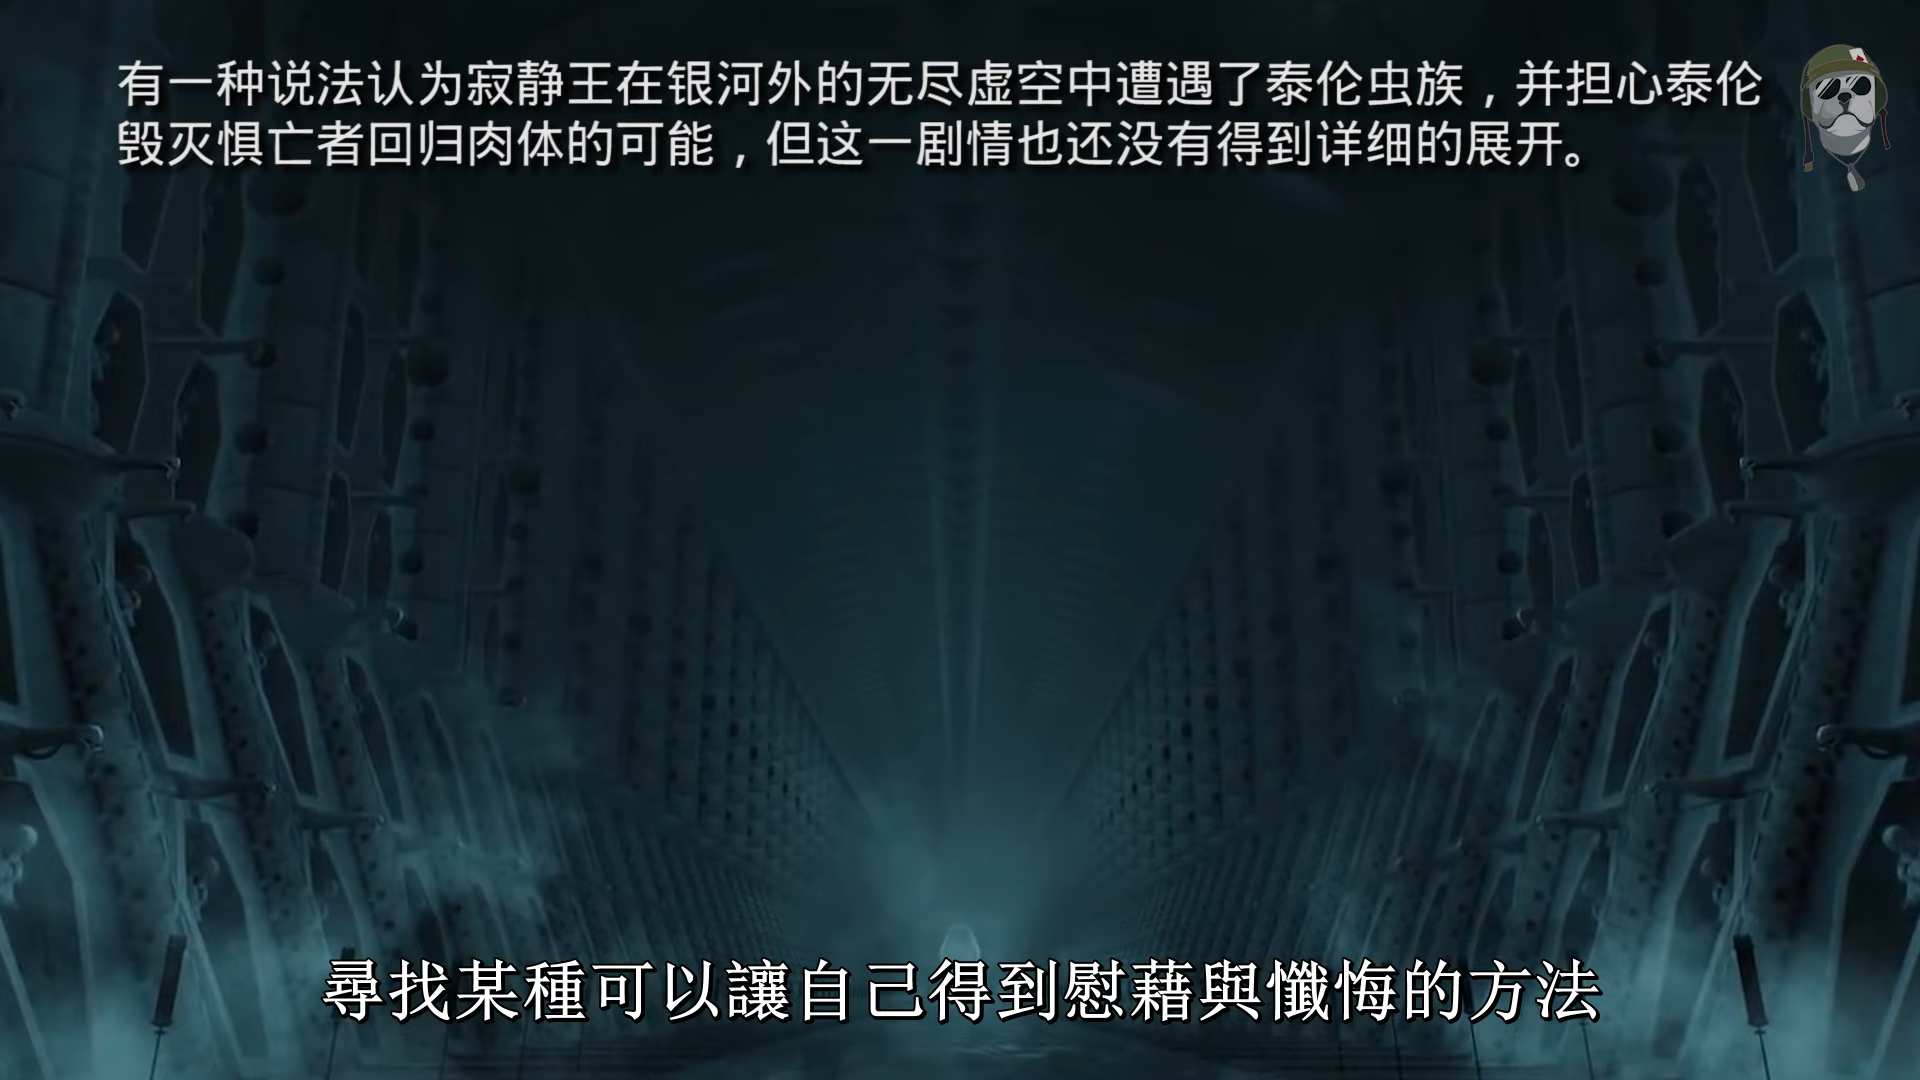 有一种说法认为寂静王在银河外的无尽虚空中遭遇了泰伦虫族，并担心泰伦
毁灭惧亡者回归肉体的可能，但这一剧情也还没有得到详细的展开。
尋找某種可以讓自己得到慰藉與懺悔的方法